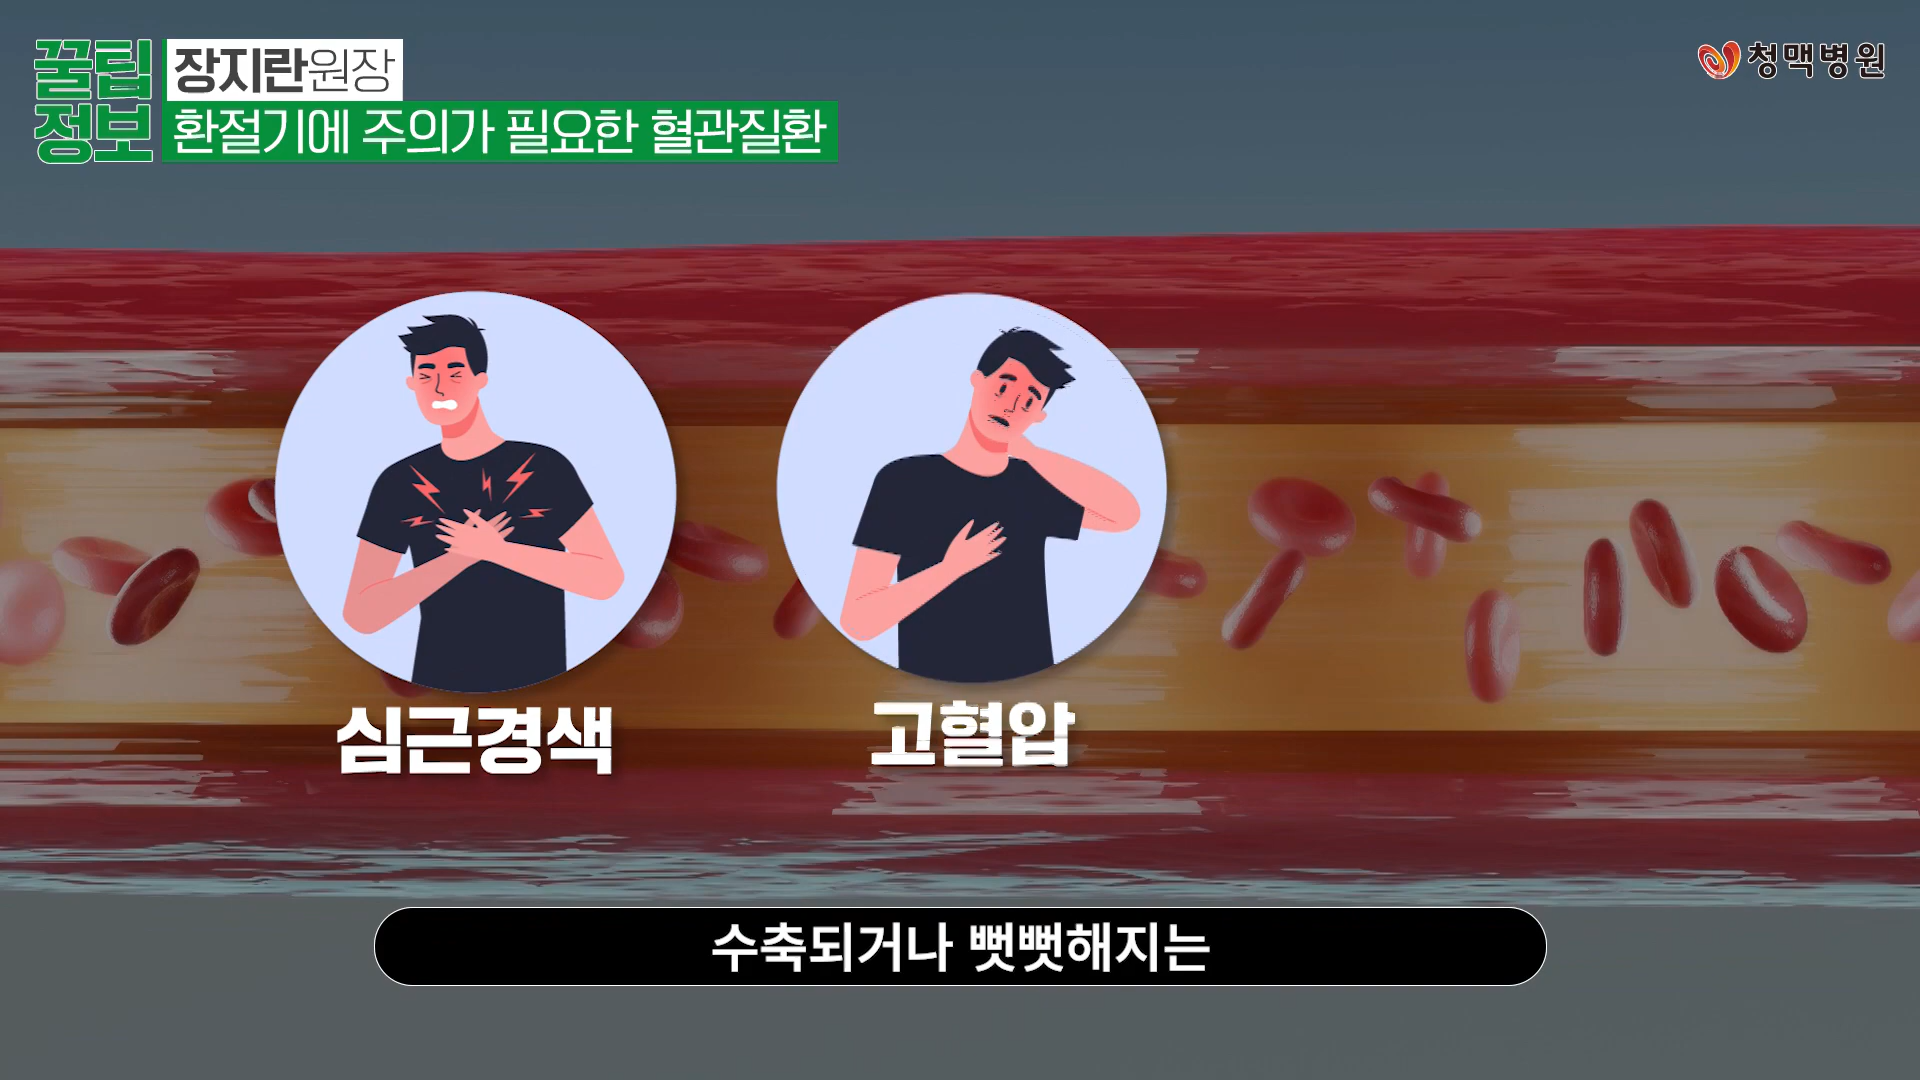 꿀팁
정보
장지란원장
환절기에 주의가 필요한 혈관질환
청맥병원
심근경색
고혈압
수축되거나 뻣뻣해지는